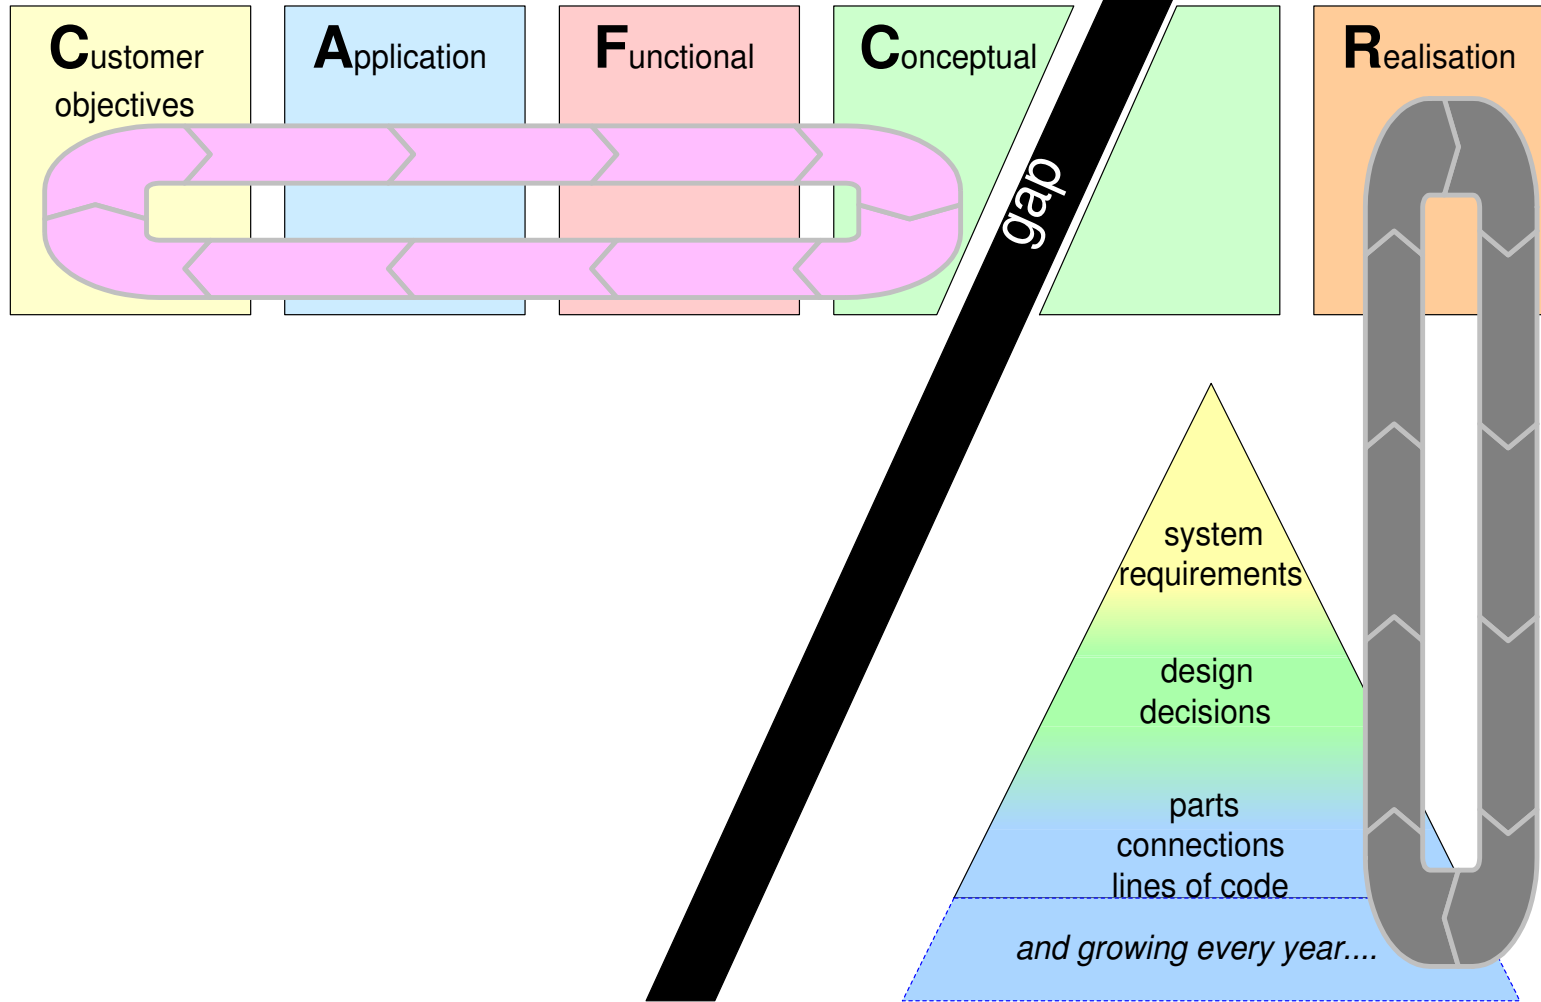 Customer
objectives
Application
Functional
Conceptual
Realisation
gap
system
requirements
design
decisions
parts
connections
lines of code
and growing every year....